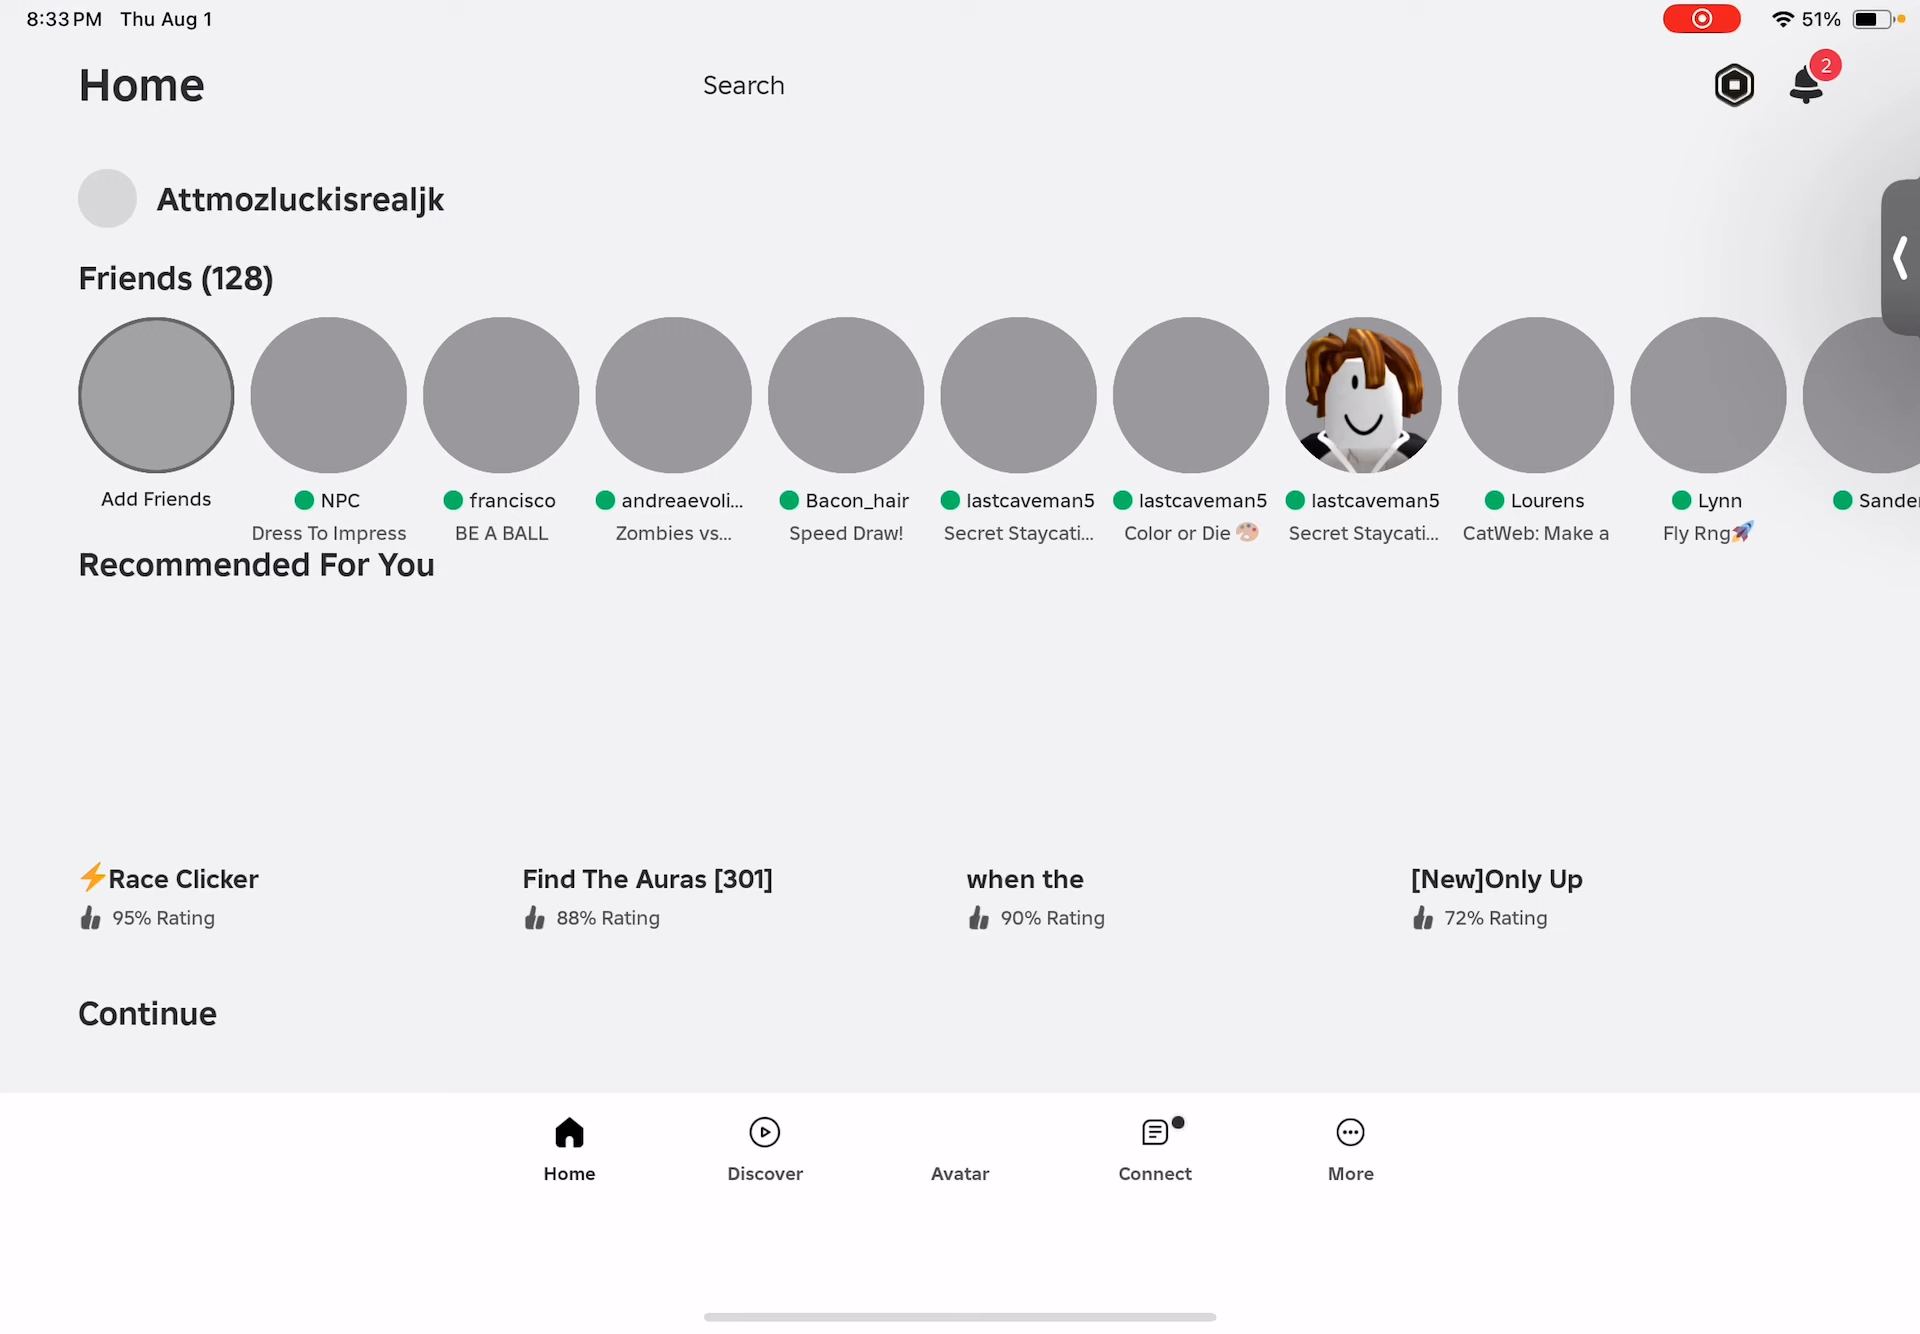 8:33 PM Thu Aug 1
51%
Home
Search
2
Attmozluckisrealjk
Friends (128)
Add Friends
NPC
francisco
andreaevoli...
Bacon_hair
lastcaveman5
lastcaveman5
lastcaveman5
Lourens
Lynn
Sander
Dress To Impress
BE A BALL
Zombies vs...
Speed Draw!
Secret Staycati...
Color or Die 🎨
Secret Staycati...
CatWeb: Make a
Fly Rng🚀
Recommended For You
⚡Race Clicker
Find The Auras [301]
when the
[New]Only Up
95% Rating
88% Rating
90% Rating
72% Rating
Continue
Home
Discover
Avatar
Connect
More